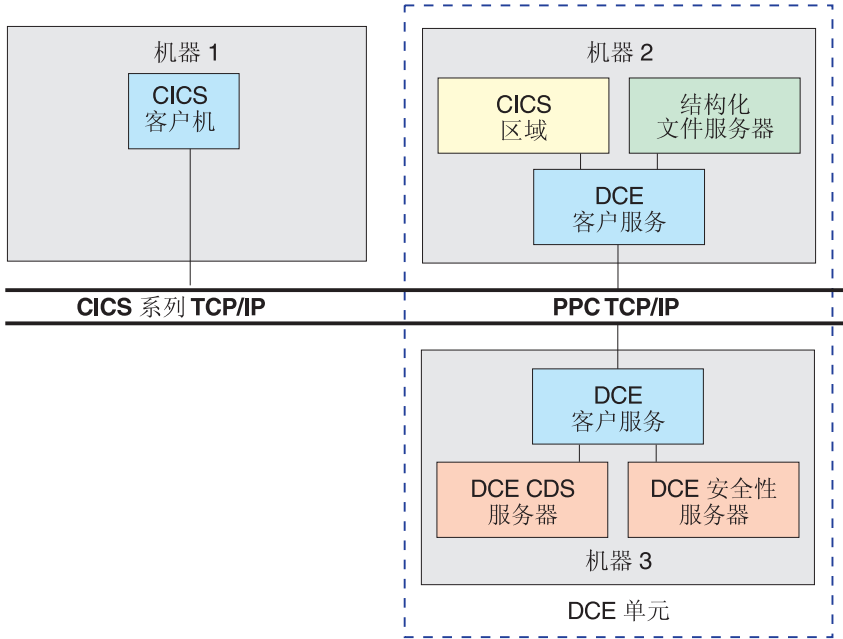 机器 1
CICS
客户机
机器 2
CICS
区域
结构化
文件服务器
DCE
客户服务
CICS 系列 TCP/IP
PPC TCP/IP
DCE
客户服务
DCE CDS
服务器
DCE 安全性
服务器
机器 3
DCE 单元